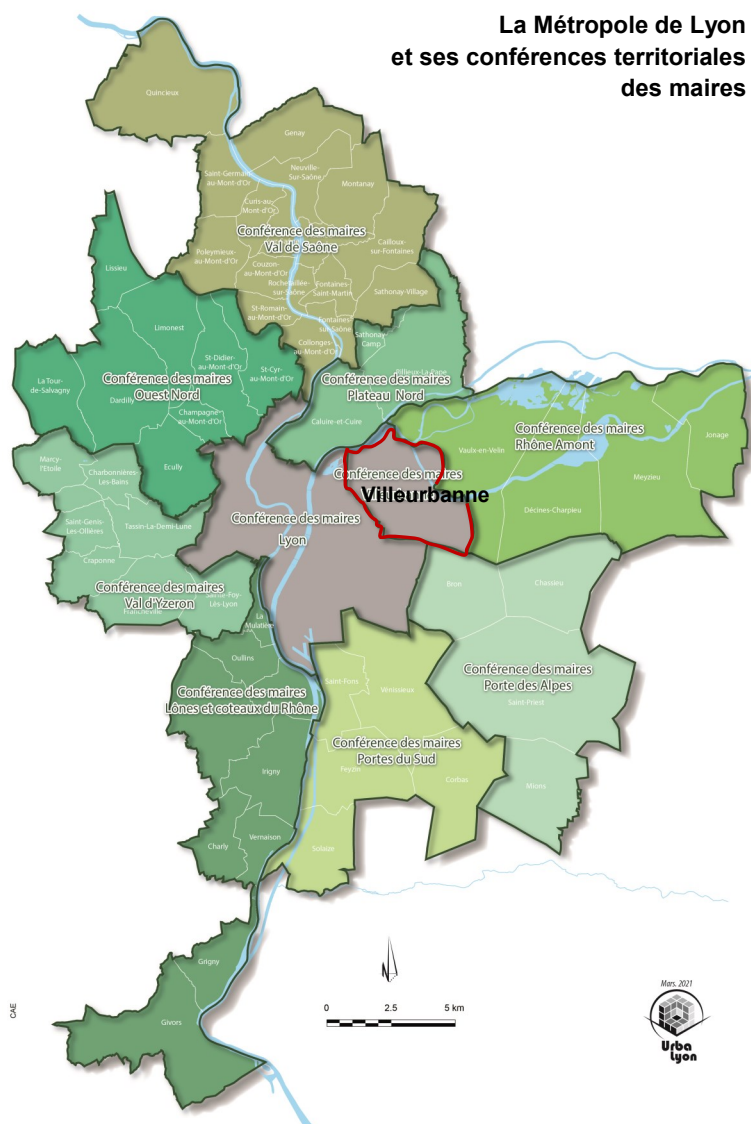 La Métropole de Lyon
et ses conférences territoriales
des maires
Quincieux
Genay
Saint-Germain-
au-Mont-d'Or
Neuville-
sur-Saône
Montanay
Curis-au-
Mont-d'Or
Conférence des maires
Val de Saône
Cailloux-
sur-Fontaines
Poleymieux-
au-Mont-d'Or
Couzon-
au-Mont-d'Or
Rochetaillée-
sur-Saône
Fontaines-
Saint-Martin
Sathonay-Village
St-Romain-
au-Mont-d'Or
Fontaines-
sur-Saône
Collonges-
au-Mont-d'Or
Lissieu
Limonest
St-Didier-
au-Mont-d'Or
St-Cyr-
au-Mont-d'Or
La Tour-
de-Salvagny
Conférence des maires
Ouest Nord
Dardilly
Champagne-
au-Mont-d'Or
Ecully
Sathonay-
Camp
Rillieux-La-Pape
Conférence des maires
Plateau Nord
Caluire-et-Cuire
Conférence des maires
Rhône Amont
Vaulx-en-Velin
Jonage
Meyzieu
Décines-Charpieu
Conférence des maires
Villeurbanne
Conférence des maires
Lyon
Marcy-
l'Etoile
Charbonnières-
Les-Bains
Saint-Genis-
Les-Ollières
Tassin-La-Demi-Lune
Craponne
Conférence des maires
Val d'Yzeron
Francheville
Sainte-Foy-
Lès-Lyon
La
Mulatière
Oullins
Conférence des maires
Lônes et coteaux du Rhône
Irigny
Charly
Vernaison
Grigny
Givors
Saint-Fons
Vénissieux
Conférence des maires
Portes du Sud
Feyzin
Corbas
Solaize
Bron
Chassieu
Conférence des maires
Porte des Alpes
Saint-Priest
Mions
0 2.5 5 km
CAE
Mars. 2021
Urba
Lyon